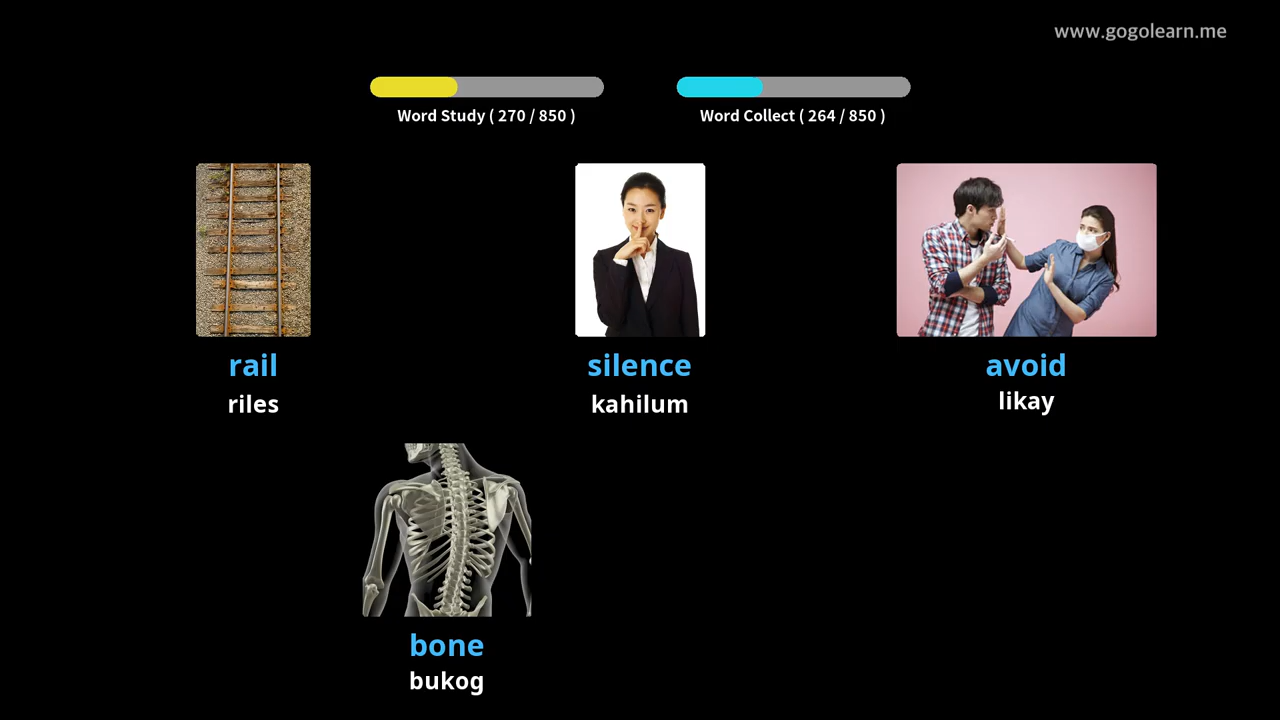 www.gogolearn.me
Word Study ( 270 / 850 )
Word Collect ( 264 / 850 )
rail
riles
silence
kahilum
avoid
likay
bone
bukog